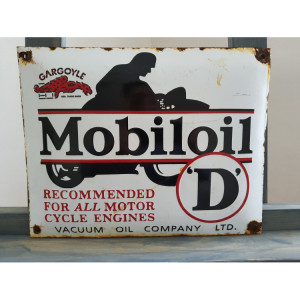 GARGOYLE
Mobiloil
'D'
RECOMMENDED
FOR ALL MOTOR
CYCLE ENGINES
VACUUM OIL COMPANY LTD.